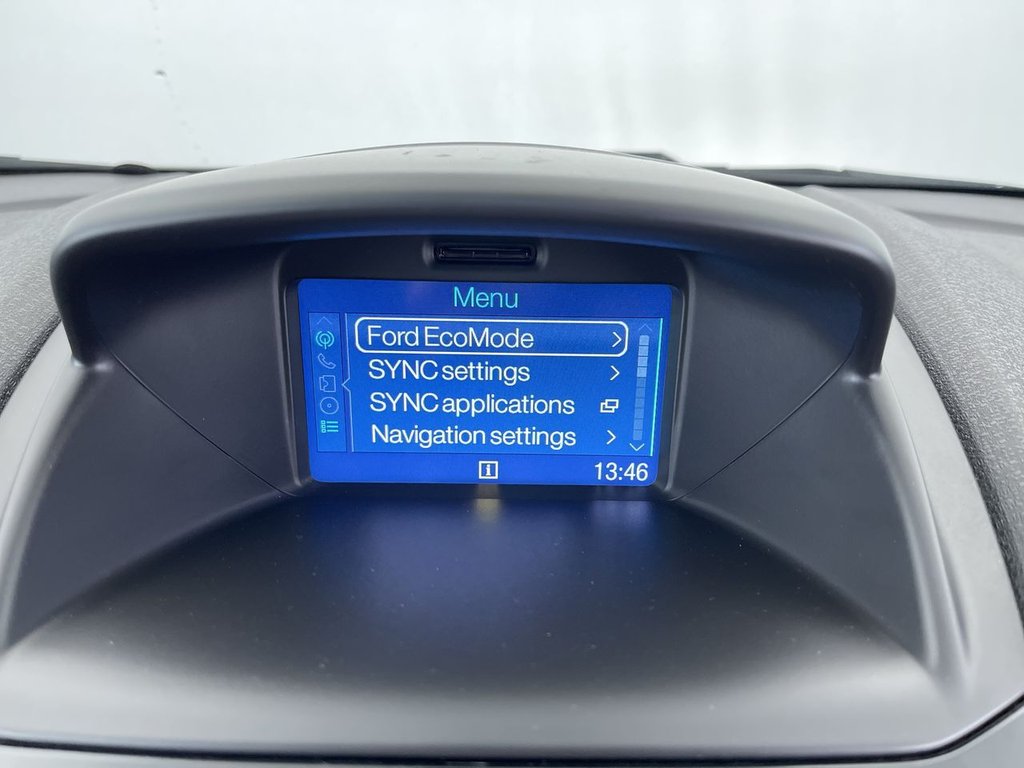 Menu
Ford EcoMode
SYNC settings
SYNC applications
Navigation settings
i 13:46